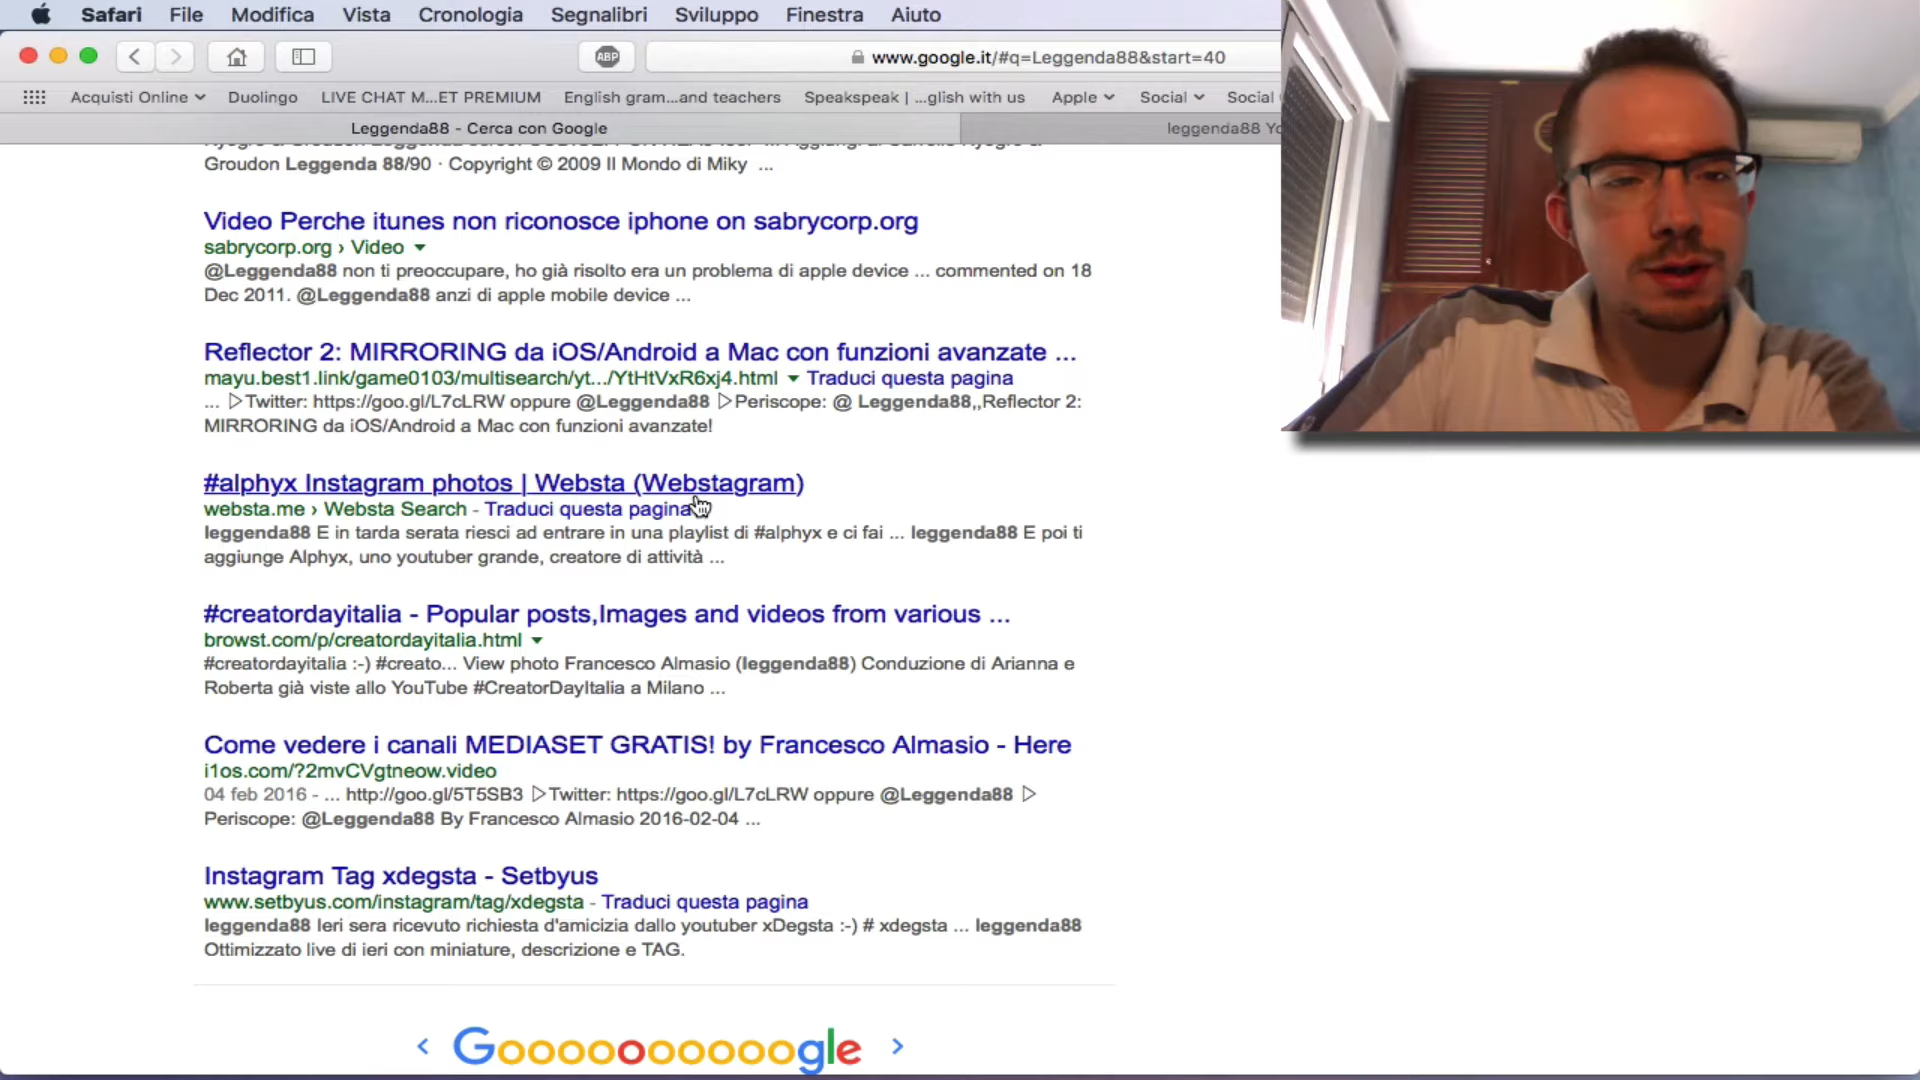 Safari File Modifica Vista Cronologia Segnalibri Sviluppo Finestra Aiuto
ABP www.google.it/#q=Leggenda88&start=40
Acquisti Online Duolingo LIVE CHAT M...ET PREMIUM English gram...and teachers Speakspeak | ...glish with us Apple Social Social
Leggenda88 - Cerca con Google leggenda88 Yo
Groudon Leggenda 88/90 · Copyright © 2009 Il Mondo di Miky ...
Video Perche itunes non riconosce iphone on sabrycorp.org
sabrycorp.org › Video
@Leggenda88 non ti preoccupare, ho già risolto era un problema di apple device ... commented on 18
Dec 2011. @Leggenda88 anzi di apple mobile device ...
Reflector 2: MIRRORING da iOS/Android a Mac con funzioni avanzate ...
mayu.best1.link/game0103/multisearch/yt.../YtHtVxR6xj4.html Traduci questa pagina
... ▷Twitter: https://goo.gl/L7cLRW oppure @Leggenda88 ▷Periscope: @ Leggenda88,,Reflector 2:
MIRRORING da iOS/Android a Mac con funzioni avanzate!
#alphyx Instagram photos | Websta (Webstagram)
websta.me › Websta Search - Traduci questa pagina
leggenda88 E in tarda serata riesci ad entrare in una playlist di #alphyx e ci fai ... leggenda88 E poi ti
aggiunge Alphyx, uno youtuber grande, creatore di attività ...
#creatordayitalia - Popular posts,Images and videos from various ...
browst.com/p/creatordayitalia.html
#creatordayitalia :-) #creato... View photo Francesco Almasio (leggenda88) Conduzione di Arianna e
Roberta già viste allo YouTube #CreatorDayItalia a Milano ...
Come vedere i canali MEDIASET GRATIS! by Francesco Almasio - Here
i1os.com/?2mvCVgtneow.video
04 feb 2016 - ... http://goo.gl/5T5SB3 ▷Twitter: https://goo.gl/L7cLRW oppure @Leggenda88 ▷
Periscope: @Leggenda88 By Francesco Almasio 2016-02-04 ...
Instagram Tag xdegsta - Setbyus
www.setbyus.com/instagram/tag/xdegsta - Traduci questa pagina
leggenda88 Ieri sera ricevuto richiesta d'amicizia dallo youtuber xDegsta :-) # xdegsta ... leggenda88
Ottimizzato live di ieri con miniature, descrizione e TAG.
< Goooooooooogle >